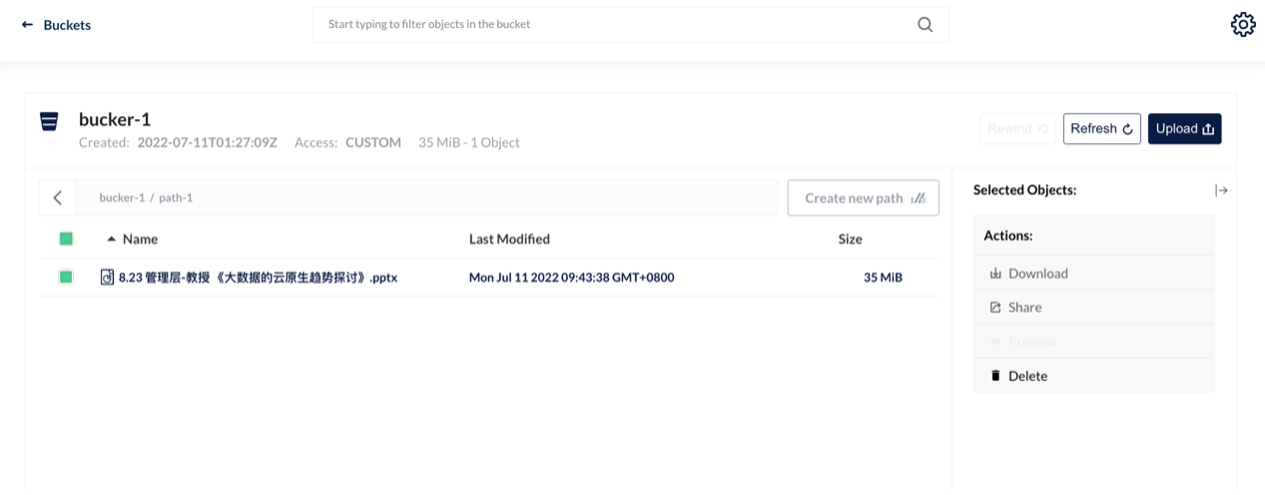 Buckets
Start typing to filter objects in the bucket
bucker-1
Created: 2022-07-11T01:27:09Z Access: CUSTOM 35 MiB - 1 Object
Rewind
Refresh
Upload
bucker-1 / path-1
Create new path
Name Last Modified Size
8.23 管理层-教授 《大数据的云原生趋势探讨》.pptx Mon Jul 11 2022 09:43:38 GMT+0800 35 MiB
Selected Objects:
Actions:
Download
Share
Preview
Delete